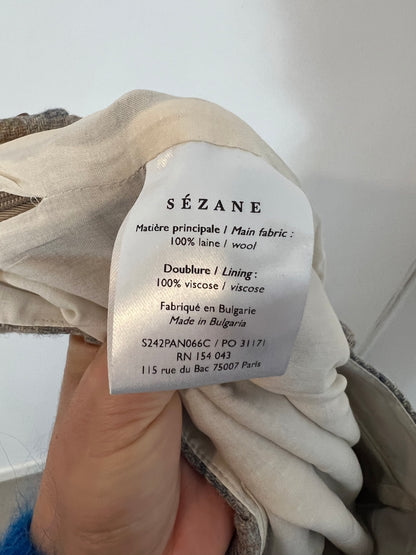 SÉZANE
Matière principale / Main fabric :
100% laine / wool
Doublure / Lining :
100% viscose / viscose
Fabriqué en Bulgarie
Made in Bulgaria
S242PAN066C / PO 31171
RN 154 043
115 rue du Bac 75007 Paris